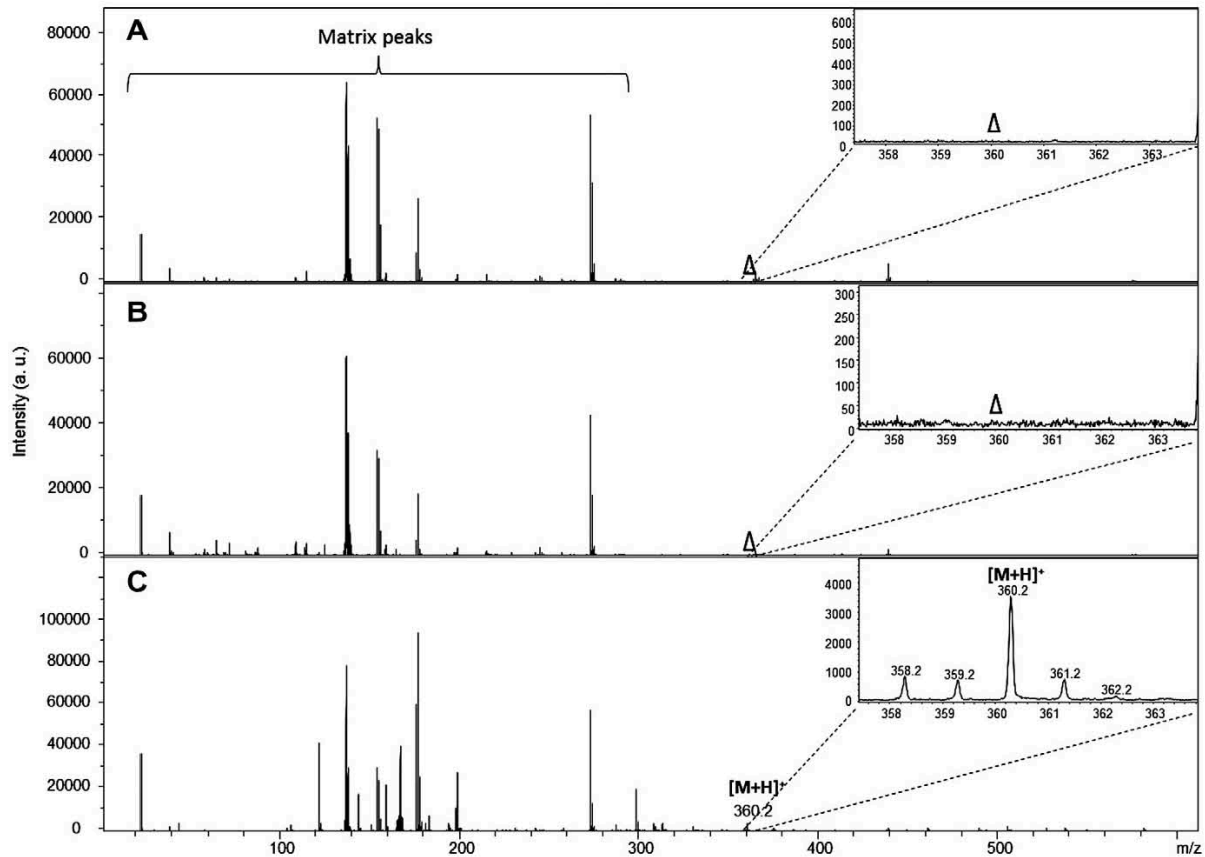 A
Matrix peaks
80000
60000
40000
20000
0
600
500
400
300
200
100
0
358 359 360 361 362 363
Δ
Δ
B
60000
40000
20000
0
300
250
200
150
100
50
0
358 359 360 361 362 363
Δ
Δ
Intensity (a. u.)
C
100000
80000
60000
40000
20000
0
4000
3000
2000
1000
0
[M+H]⁺
360.2
358.2 359.2 361.2 362.2
358 359 360 361 362 363
[M+H]⁺
360.2
100 200 300 400 500 m/z